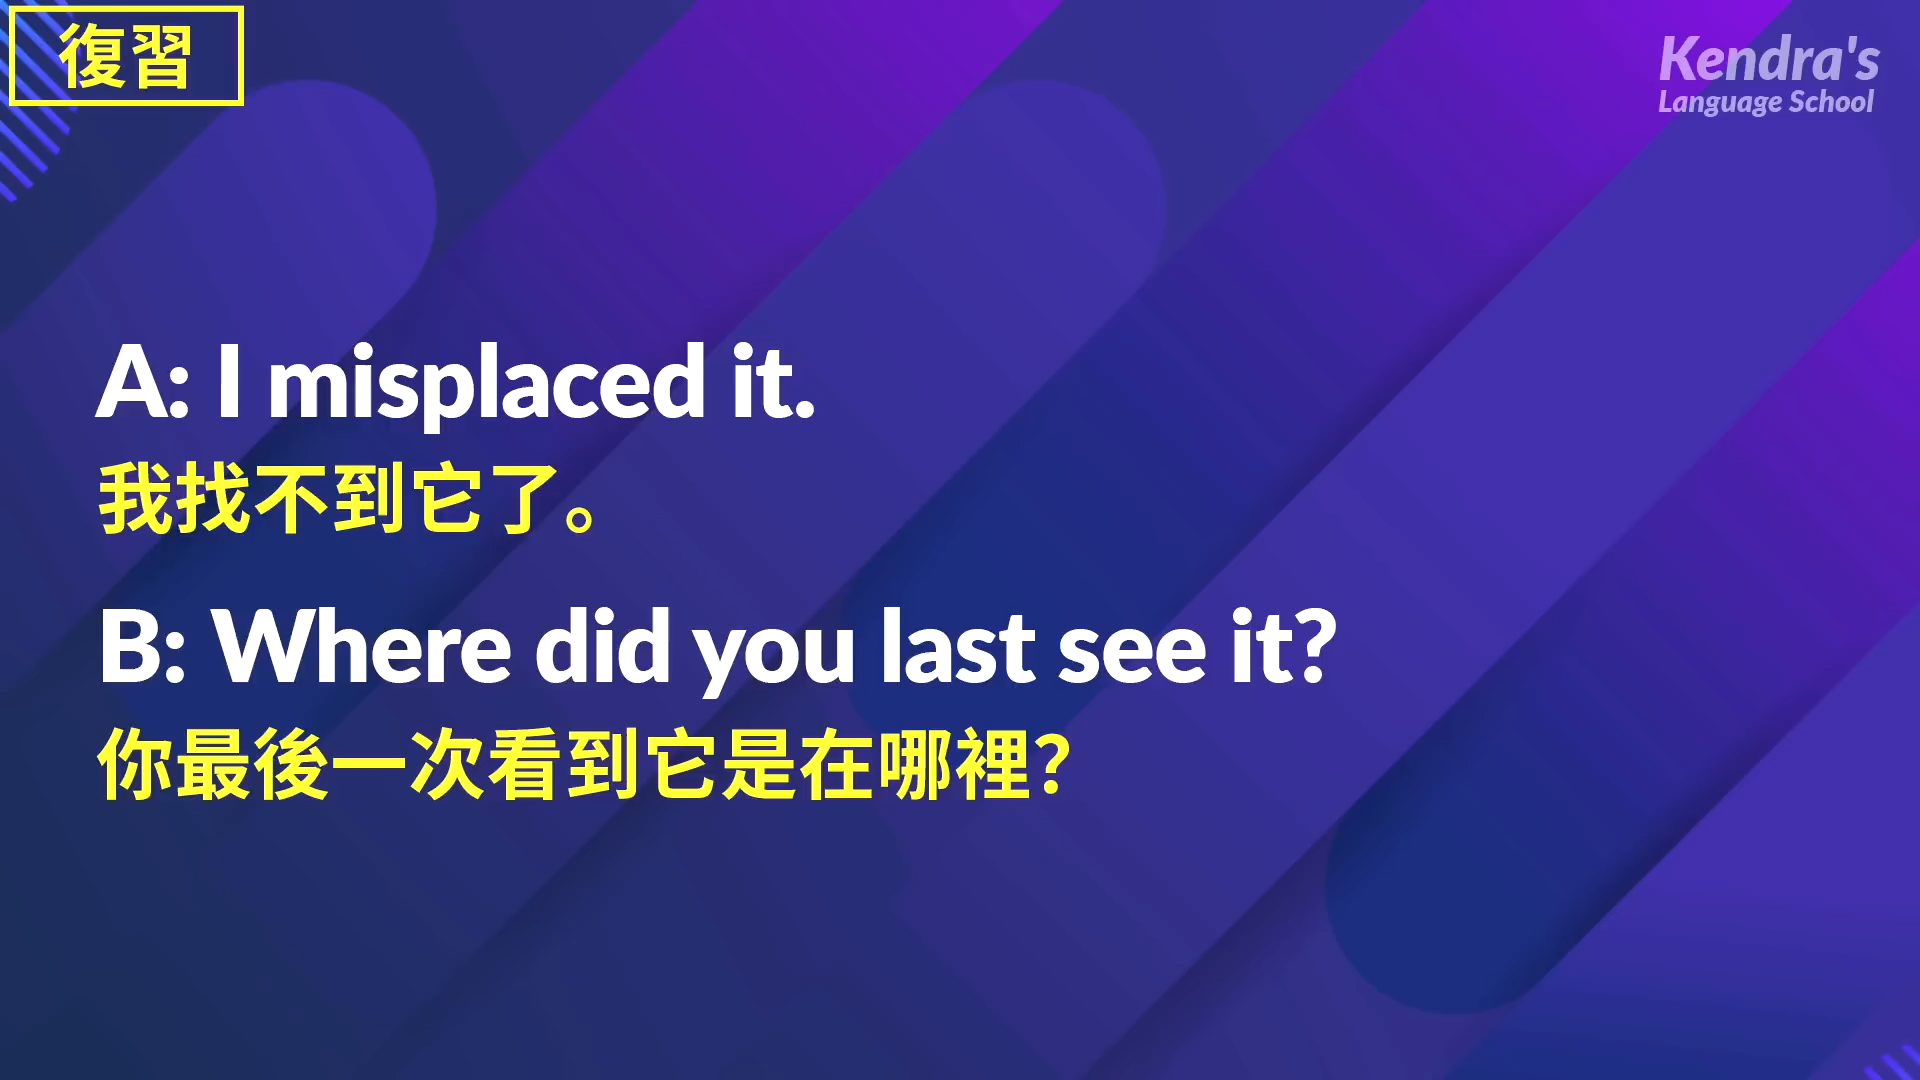 復習
Kendra's
Language School
A: I misplaced it.
我找不到它了。
B: Where did you last see it?
你最後一次看到它是在哪裡？